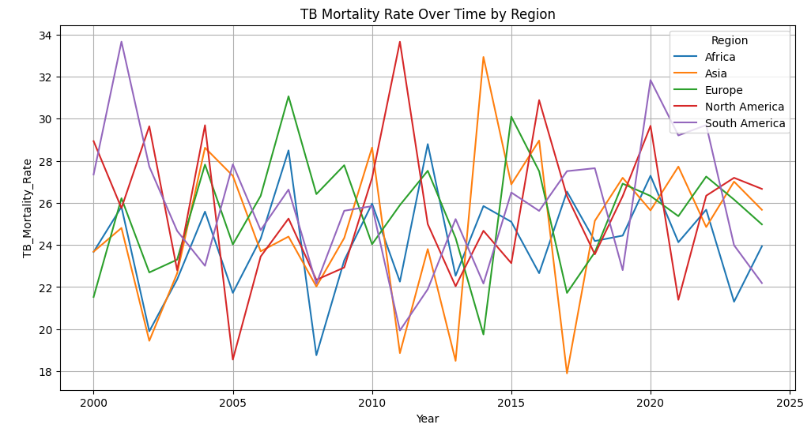 TB Mortality Rate Over Time by Region
Region
Africa
Asia
Europe
North America
South America
TB_Mortality_Rate
34
32
30
28
26
24
22
20
18
2000
2005
2010
2015
2020
2025
Year